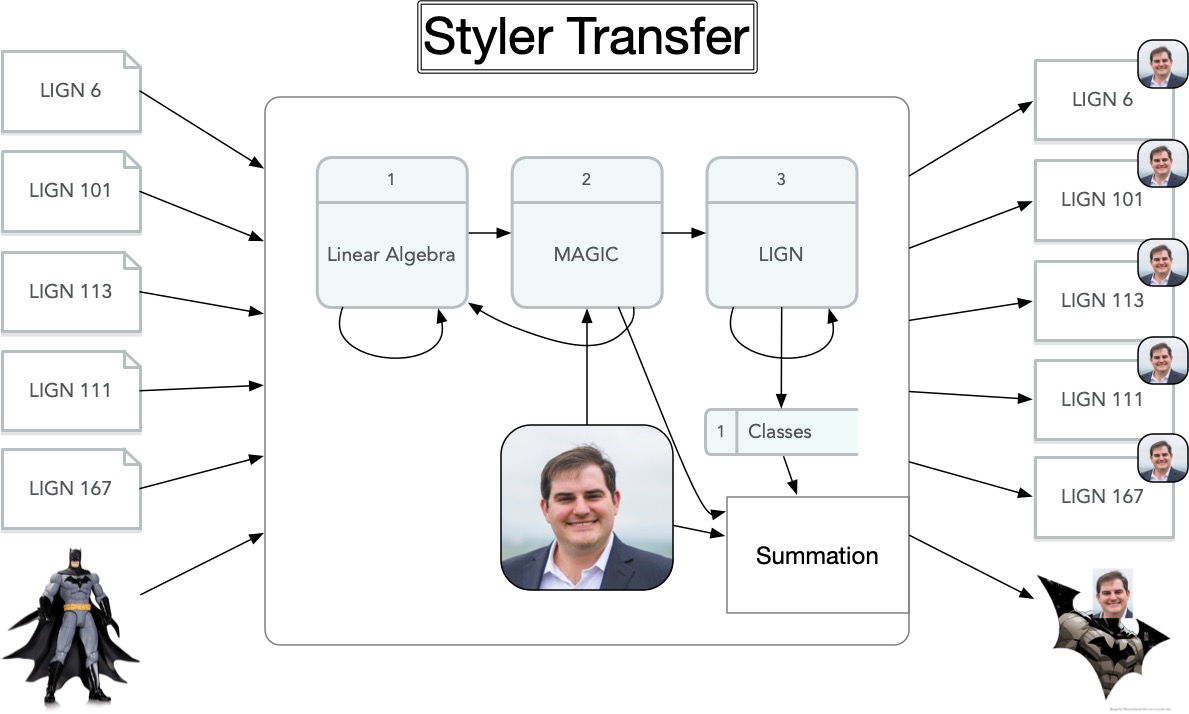 Styler Transfer
LIGN 6
LIGN 101
LIGN 113
LIGN 111
LIGN 167
1
Linear Algebra
2
MAGIC
3
LIGN
1 Classes
Summation
LIGN 6
LIGN 101
LIGN 113
LIGN 111
LIGN 167